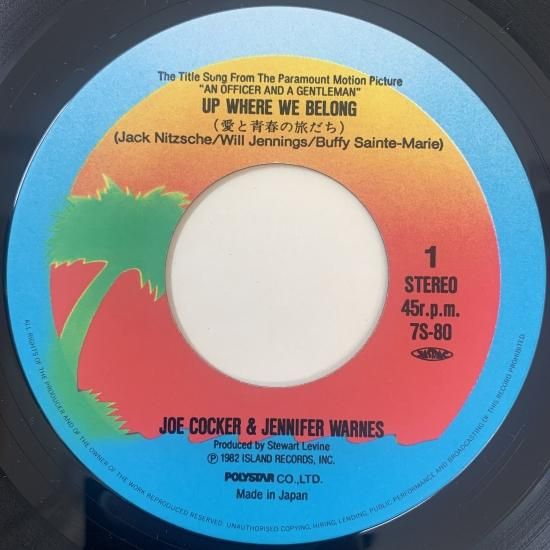 The Title Song From The Paramount Motion Picture
"AN OFFICER AND A GENTLEMAN"
UP WHERE WE BELONG
(愛と青春の旅だち)
(Jack Nitzsche/Will Jennings/Buffy Sainte-Marie)
1
STEREO
45r.p.m.
7S-80
JOE COCKER & JENNIFER WARNES
Produced by Stewart Levine
Ⓟ 1982 ISLAND RECORDS, INC.
POLYSTAR CO., LTD.
Made in Japan
ALL RIGHTS OF THE PRODUCER AND OF THE OWNER OF THE WORK REPRODUCED RESERVED. UNAUTHORISED COPYING, HIRING, LENDING, PUBLIC PERFORMANCE AND BROADCASTING OF THIS RECORD PROHIBITED.